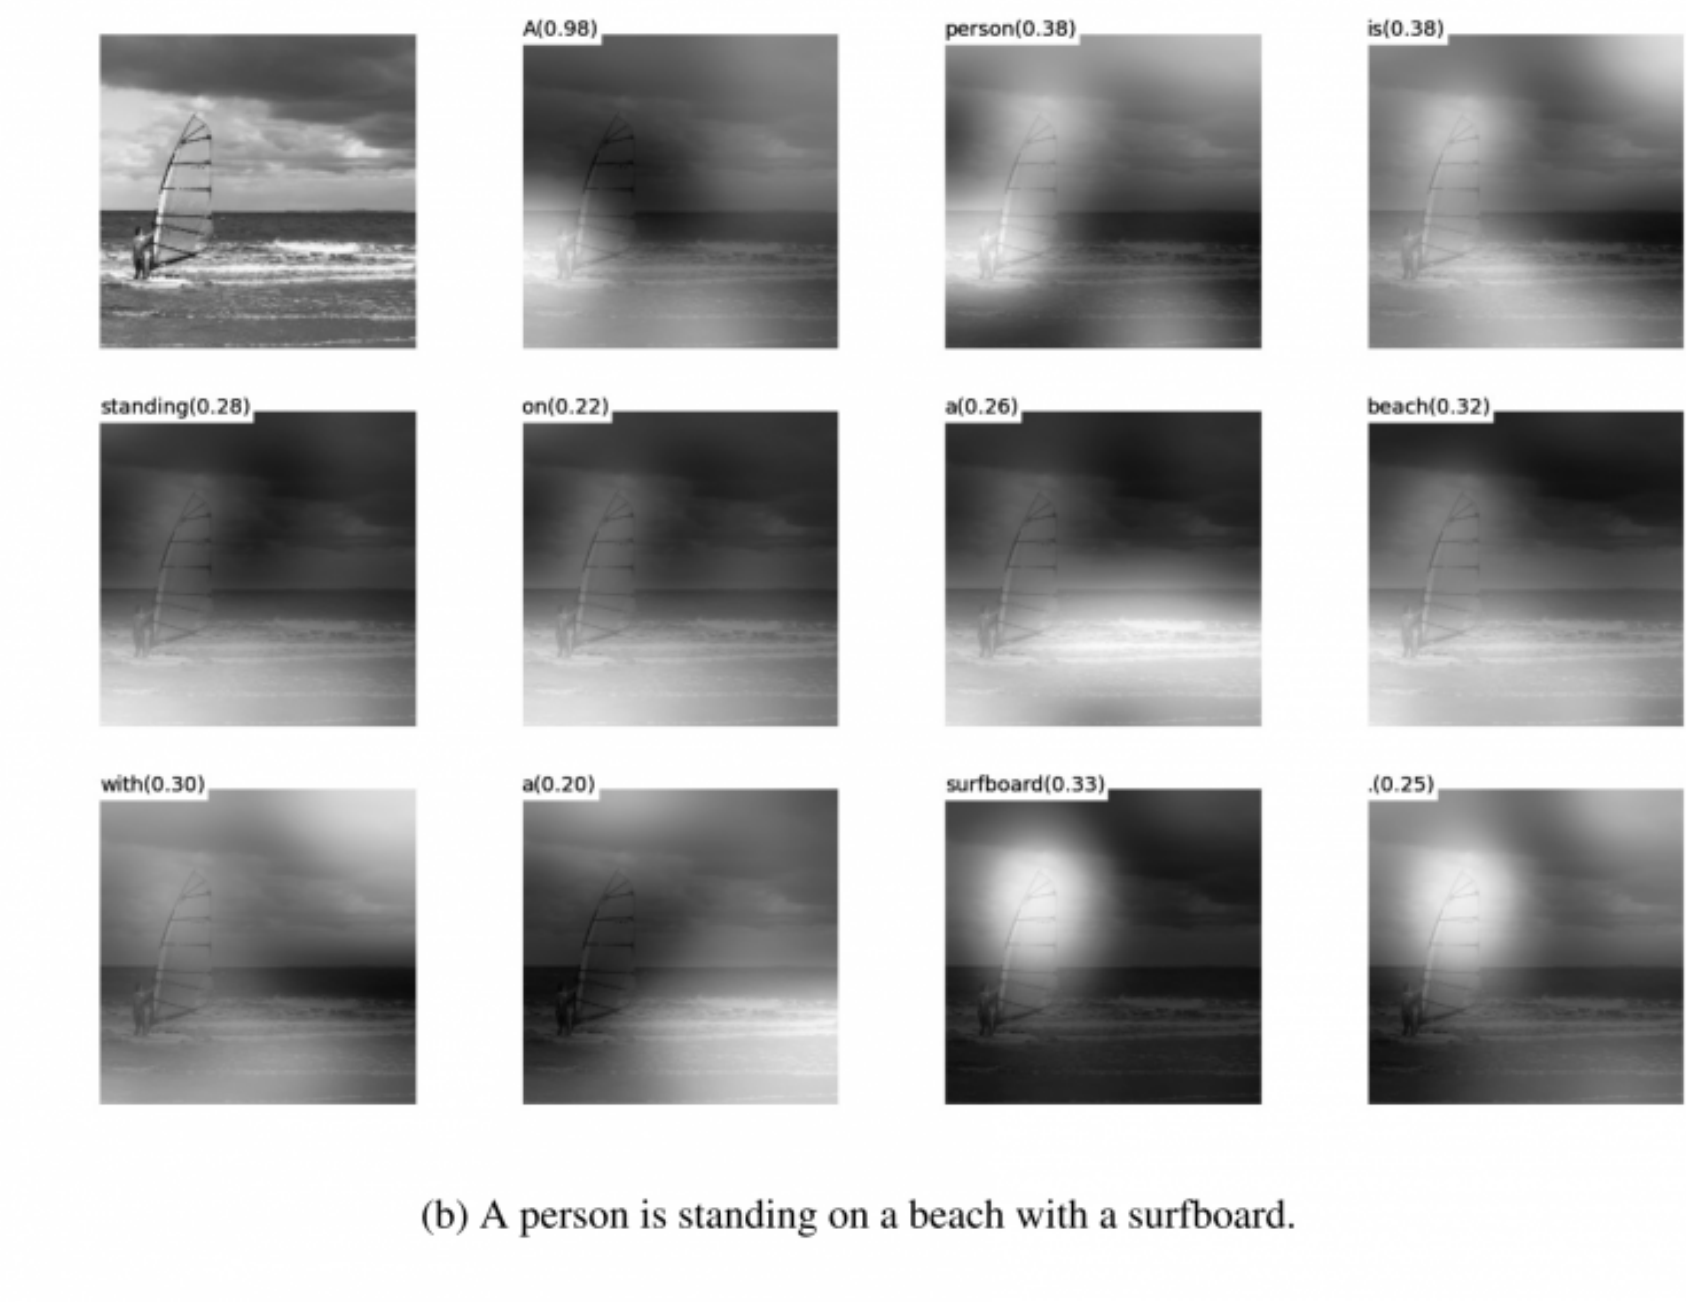 A(0.98)
person(0.38)
is(0.38)
standing(0.28)
on(0.22)
a(0.26)
beach(0.32)
with(0.30)
a(0.20)
surfboard(0.33)
.(0.25)
(b) A person is standing on a beach with a surfboard.